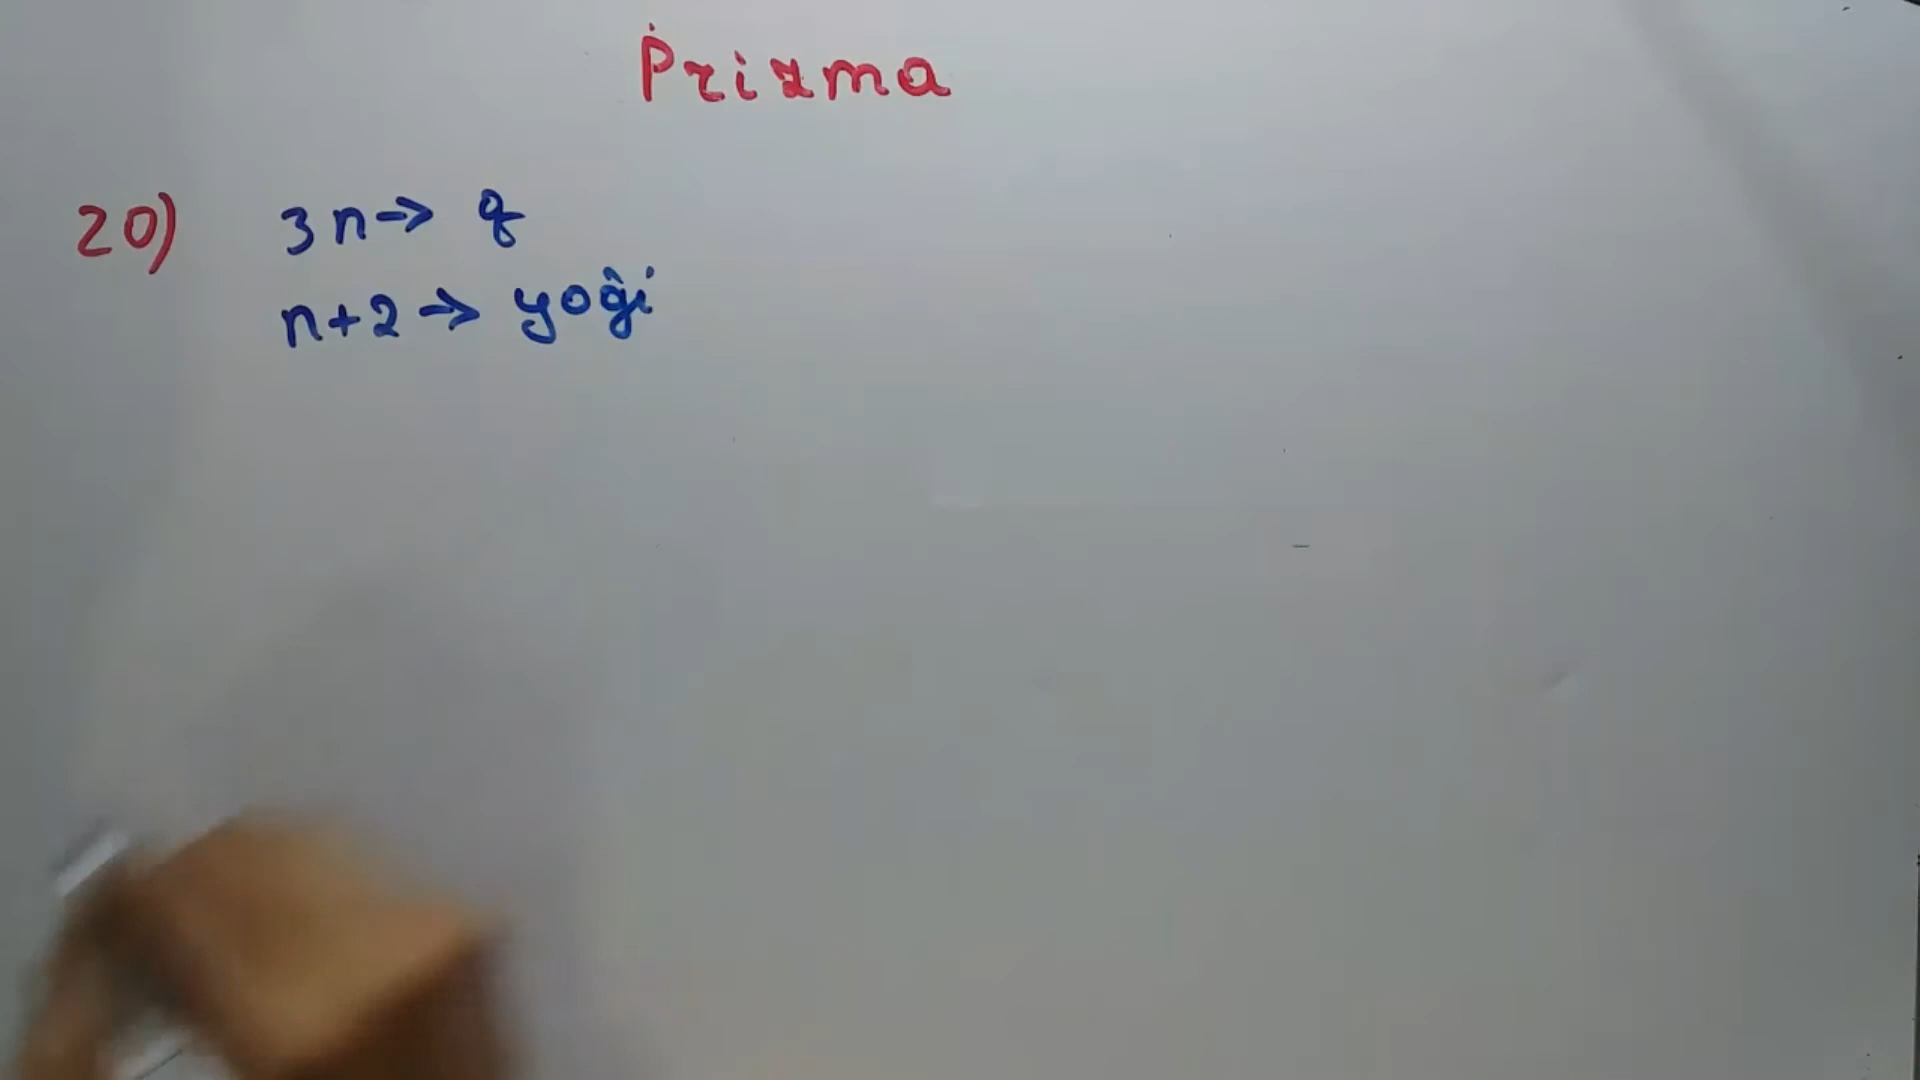 Prizma
20) 3n → q
n+2 → yoği